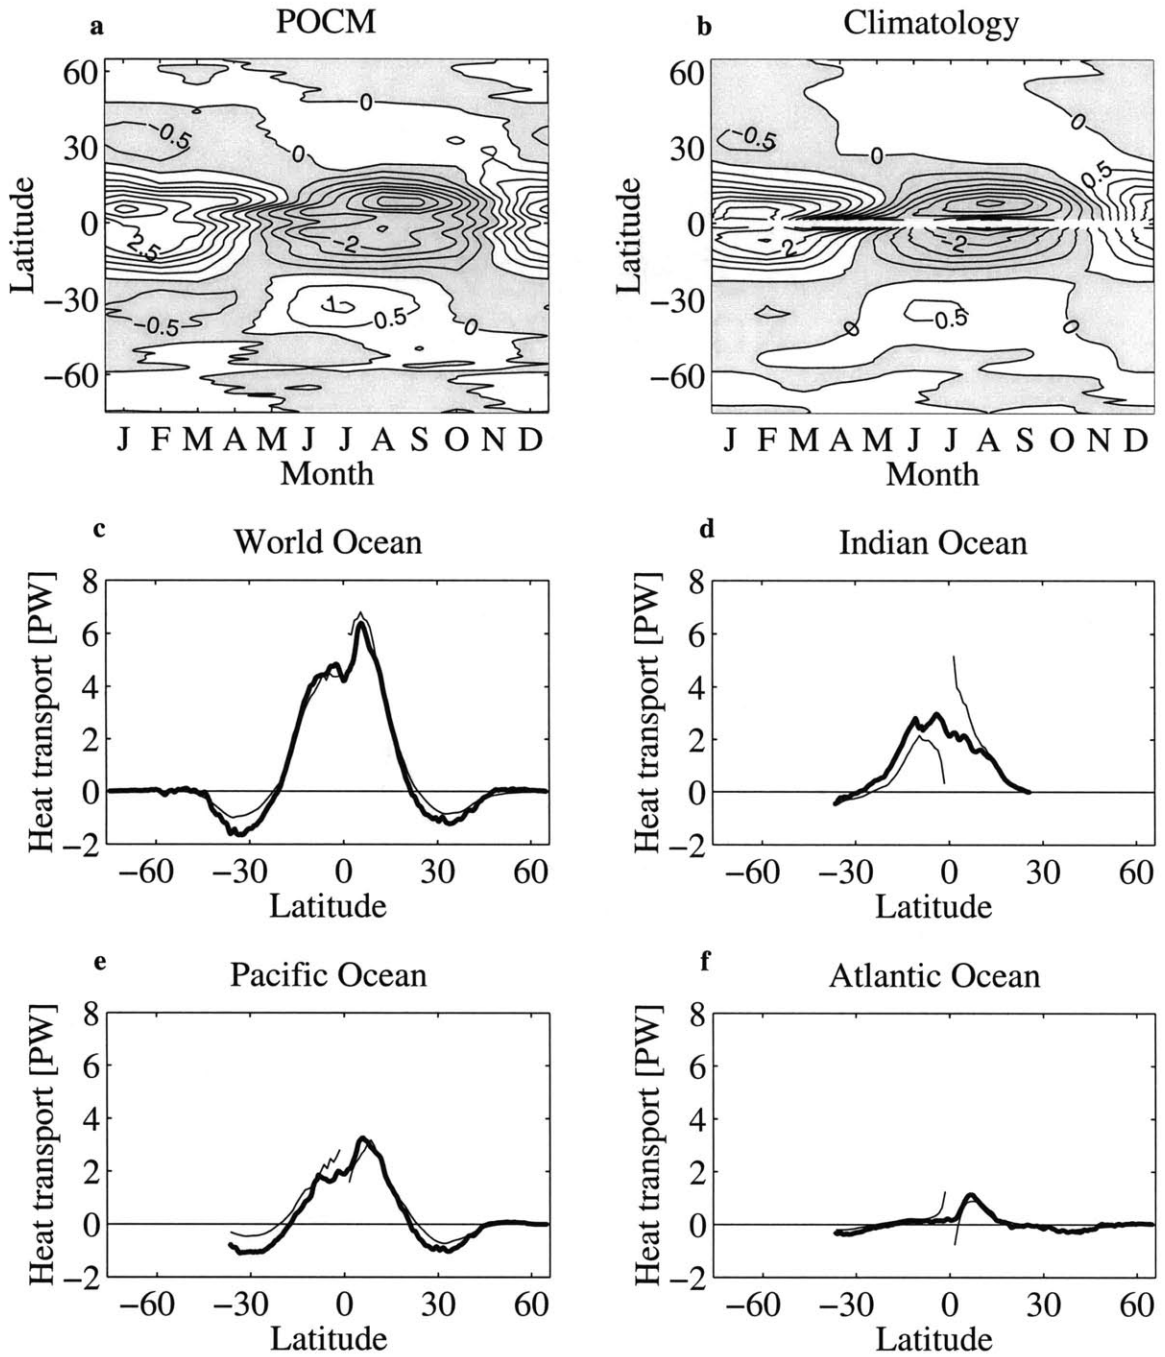 a POCM
60
30
0
−30
−60
Latitude
0
−0.5
0
2.5
−2
1
0.5
−0.5
0
J F M A M J J A S O N D
Month
b Climatology
60
30
0
−30
−60
Latitude
−0.5
0
0
0.5
2
−2
0.5
0
0
J F M A M J J A S O N D
Month
c World Ocean
8
6
4
2
0
−2
Heat transport [PW]
−60 −30 0 30 60
Latitude
d Indian Ocean
8
6
4
2
0
−2
Heat transport [PW]
−60 −30 0 30 60
Latitude
e Pacific Ocean
8
6
4
2
0
−2
Heat transport [PW]
−60 −30 0 30 60
Latitude
f Atlantic Ocean
8
6
4
2
0
−2
Heat transport [PW]
−60 −30 0 30 60
Latitude